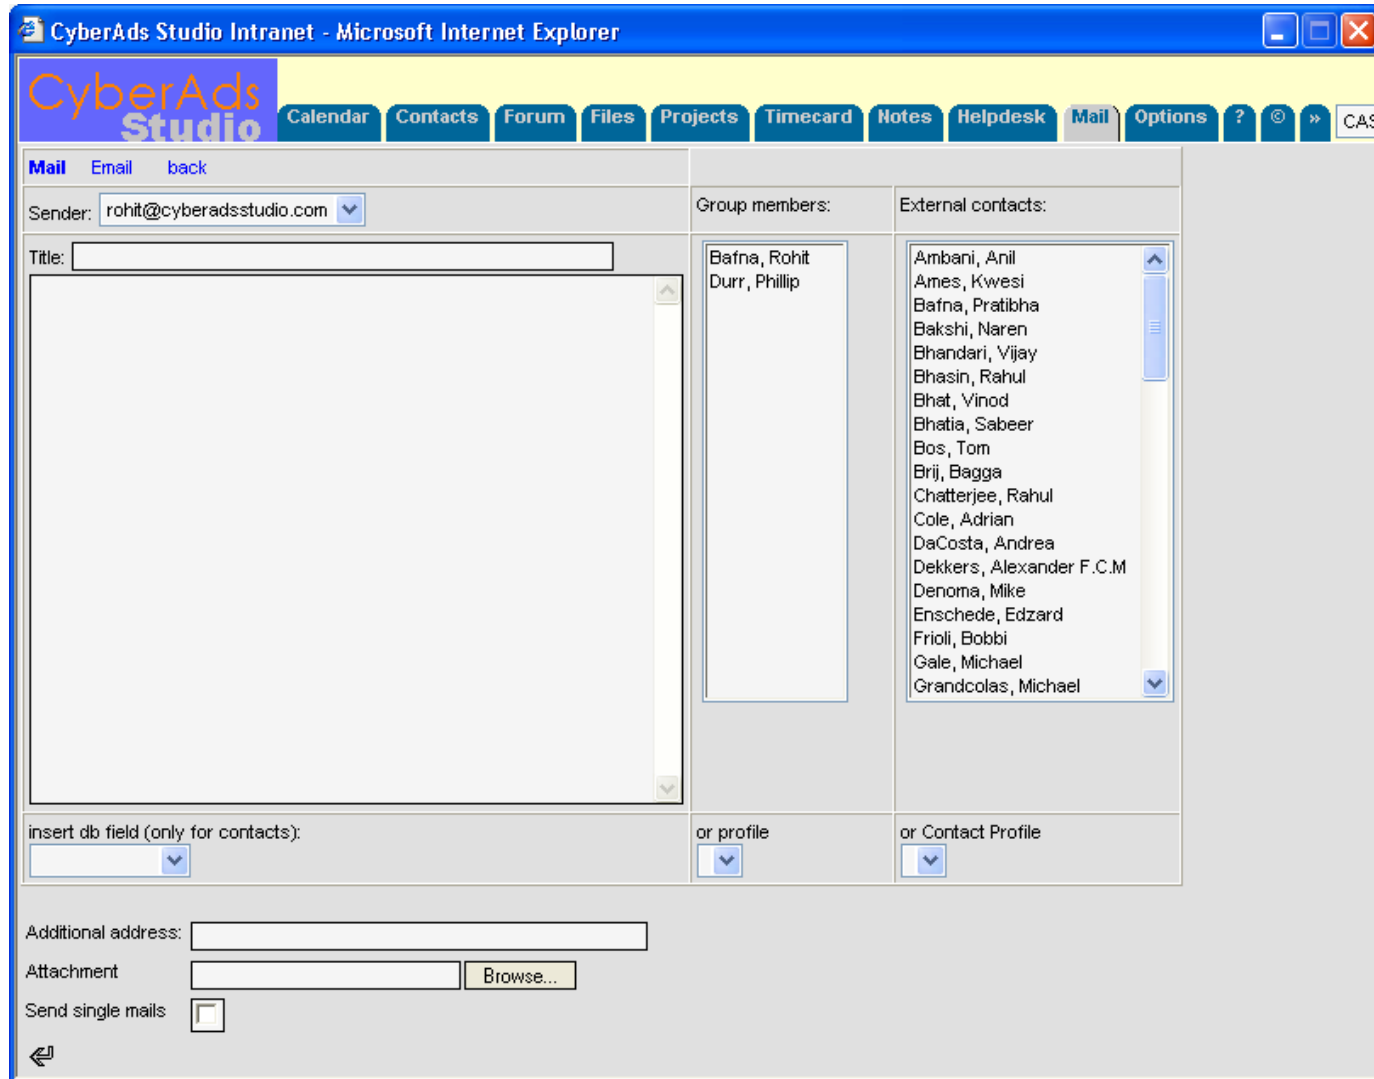 CyberAds Studio Intranet - Microsoft Internet Explorer
CyberAds
Studio
Calendar Contacts Forum Files Projects Timecard Notes Helpdesk Mail Options ? © » CAS
Mail Email back
Sender: rohit@cyberadsstudio.com Group members: External contacts:
Title:
Bafna, Rohit
Durr, Phillip
Ambani, Anil
Ames, Kwesi
Bafna, Pratibha
Bakshi, Naren
Bhandari, Vijay
Bhasin, Rahul
Bhat, Vinod
Bhatia, Sabeer
Bos, Tom
Brij, Bagga
Chatterjee, Rahul
Cole, Adrian
DaCosta, Andrea
Dekkers, Alexander F.C.M
Denoma, Mike
Enschede, Edzard
Frioli, Bobbi
Gale, Michael
Grandcolas, Michael
insert db field (only for contacts): or profile or Contact Profile
Additional address:
Attachment Browse...
Send single mails